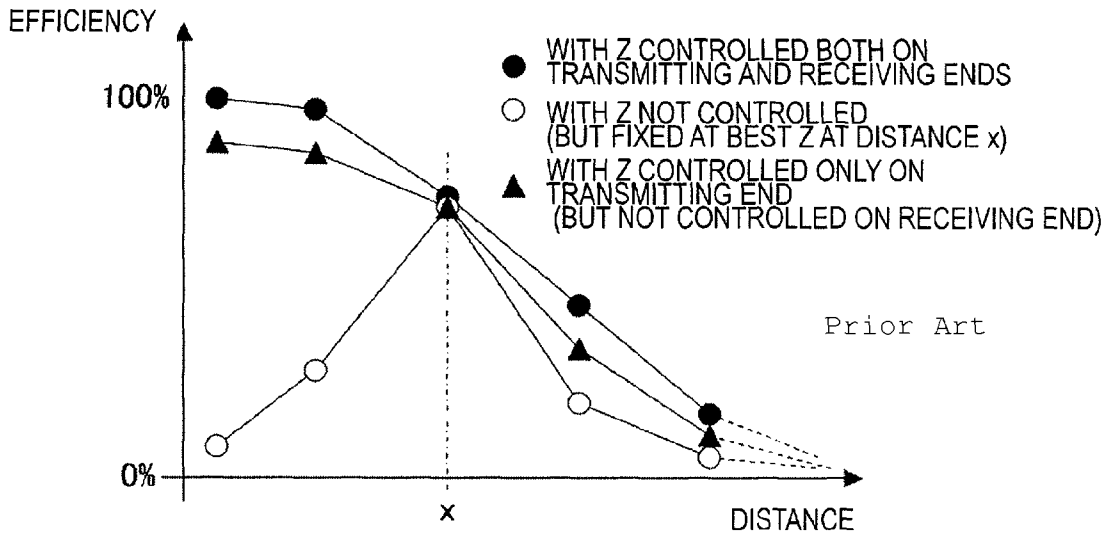 EFFICIENCY
WITH Z CONTROLLED BOTH ON
TRANSMITTING AND RECEIVING ENDS
100%
WITH Z NOT CONTROLLED
(BUT FIXED AT BEST Z AT DISTANCE x)
WITH Z CONTROLLED ONLY ON
TRANSMITTING END
(BUT NOT CONTROLLED ON RECEIVING END)
Prior Art
0%
x
DISTANCE